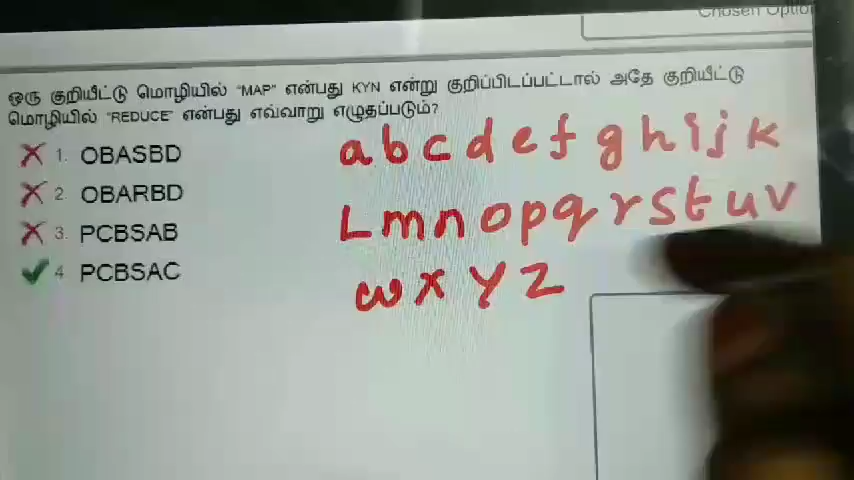 Chosen Optio
ஒரு குறியீட்டு மொழியில் "MAP" என்பது KYN என்று குறிப்பிடப்பட்டால் அதே குறியீட்டு
மொழியில் "REDUCE" என்பது எவ்வாறு எழுதப்படும்?
1. OBASBD
2. OBARBD
3. PCBSAB
4 PCBSAC
a b c d e f g h i j k
L m n o p q r s t u v
w x y z